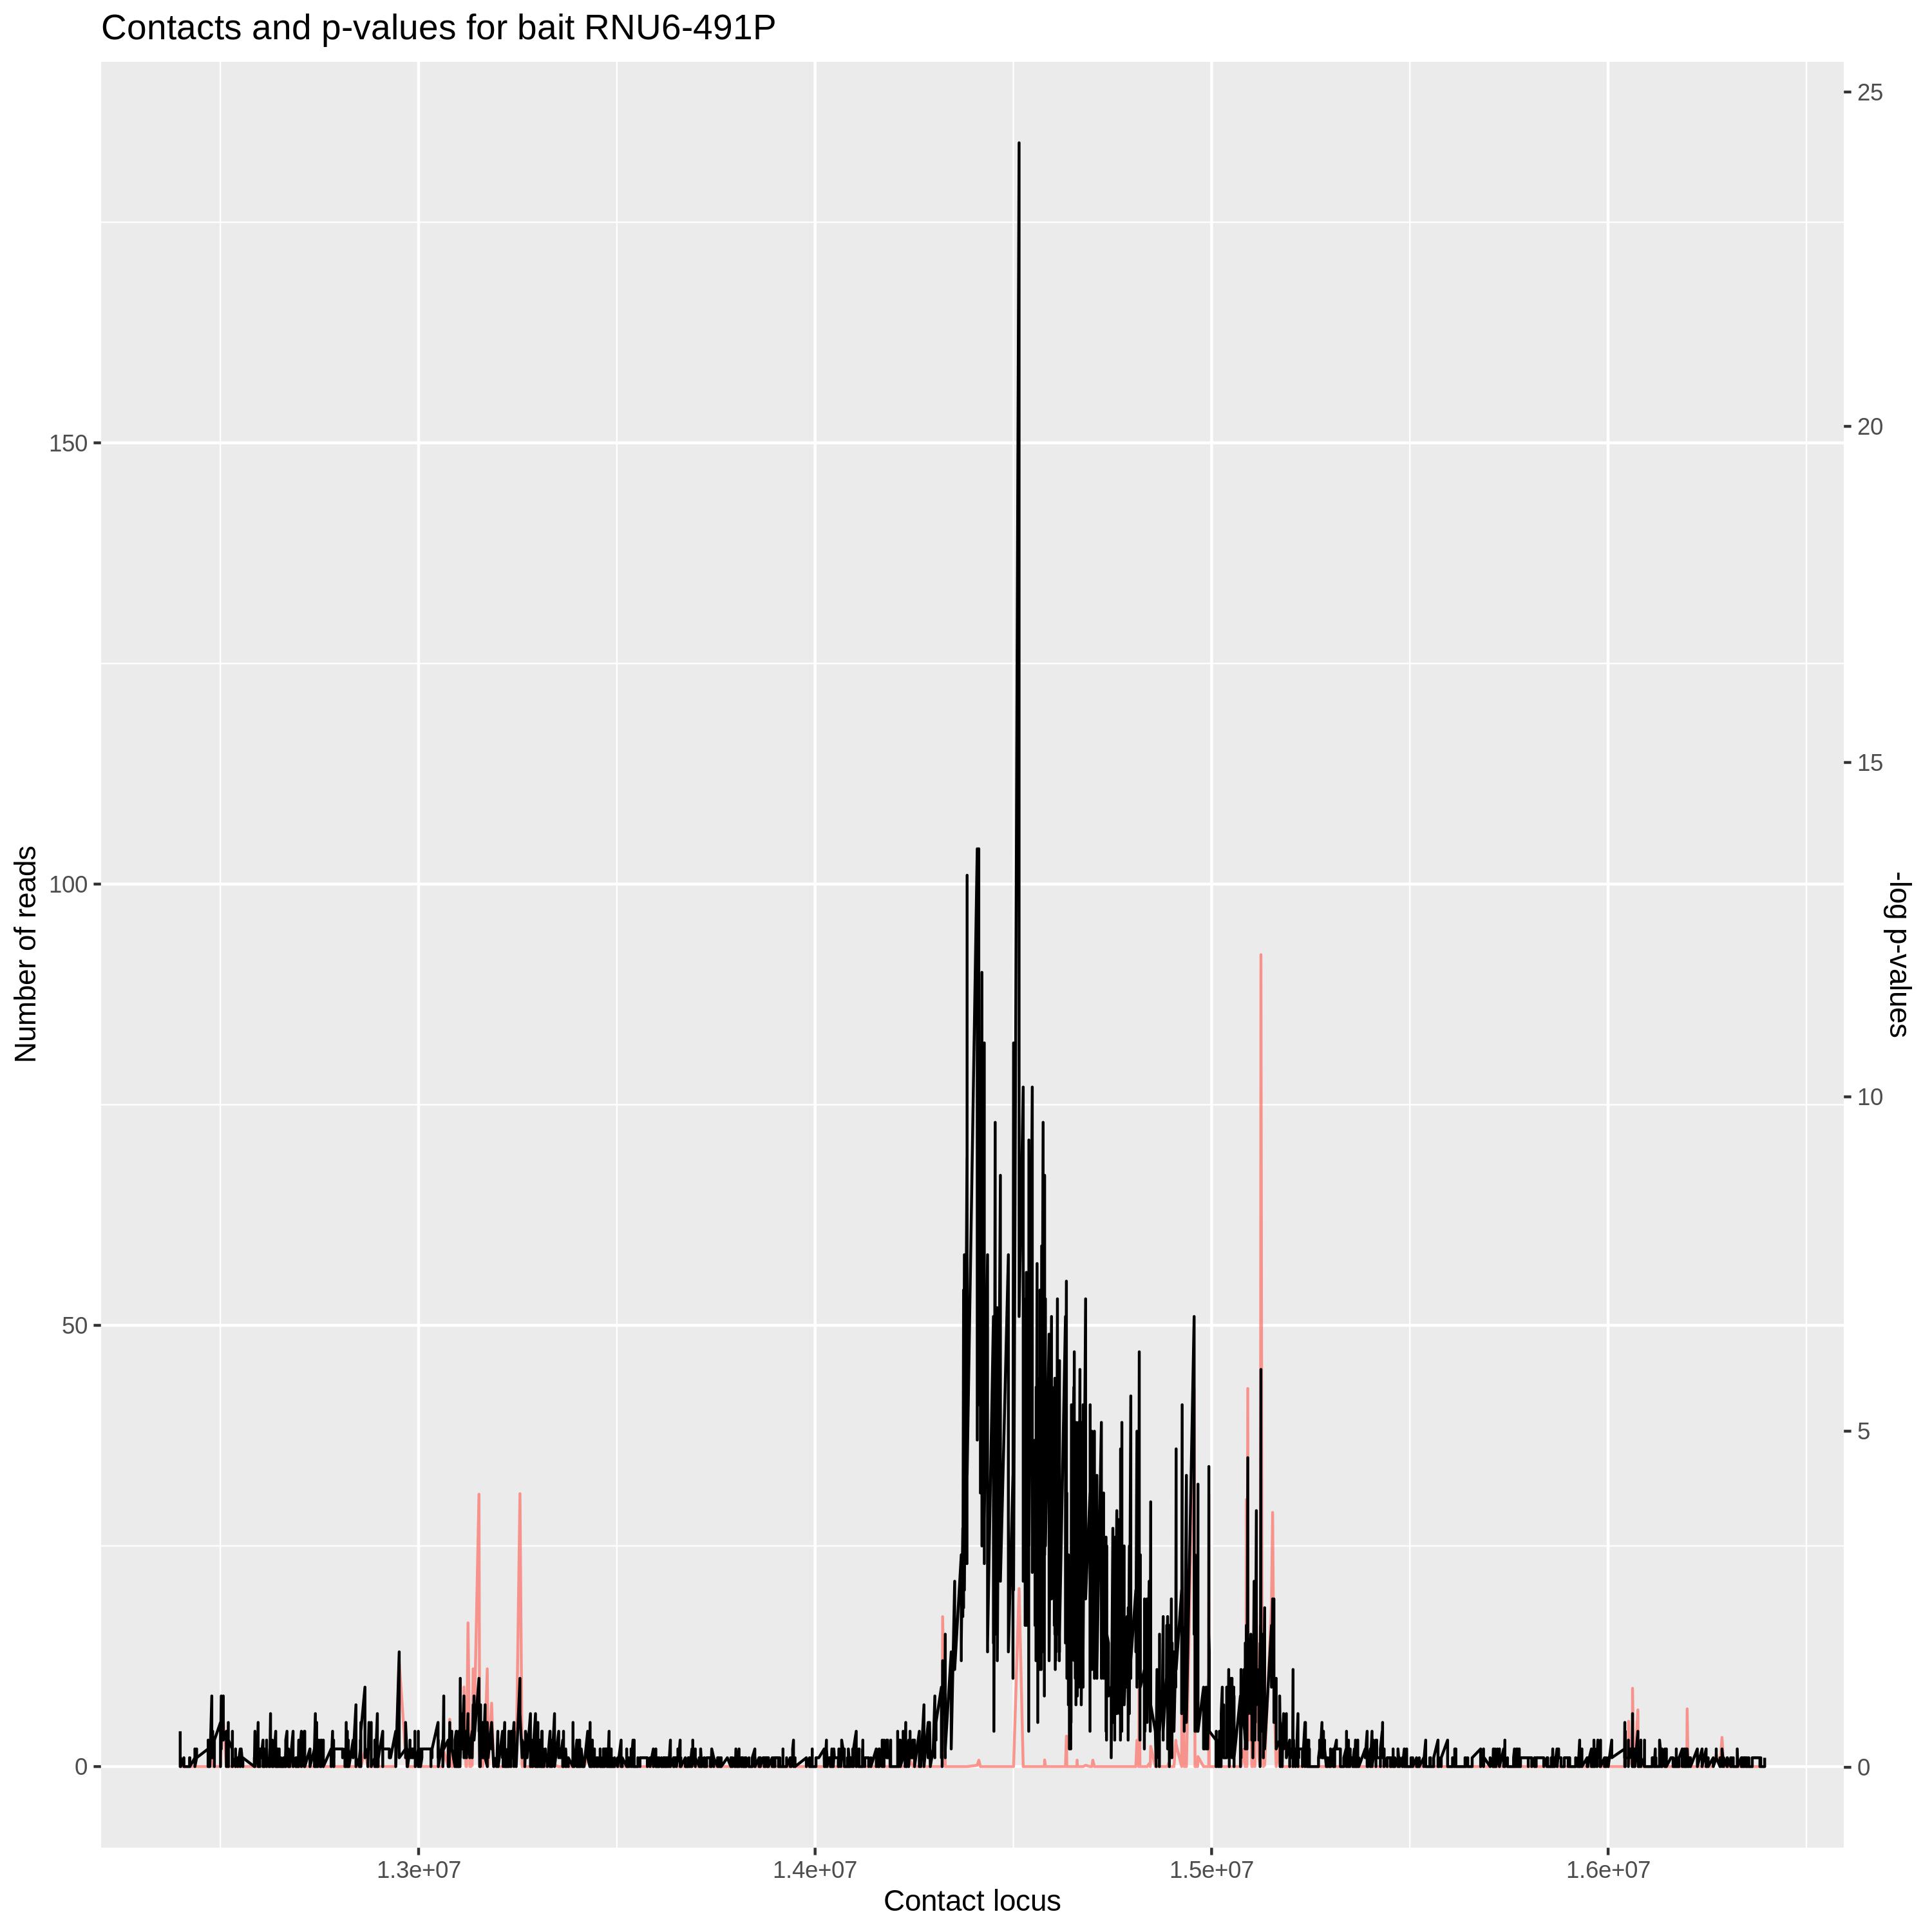 Contacts and p-values for bait RNU6-491P
Number of reads
150
100
50
0
25
20
15
10
5
0
-log p-values
1.3e+07
1.4e+07
1.5e+07
1.6e+07
Contact locus